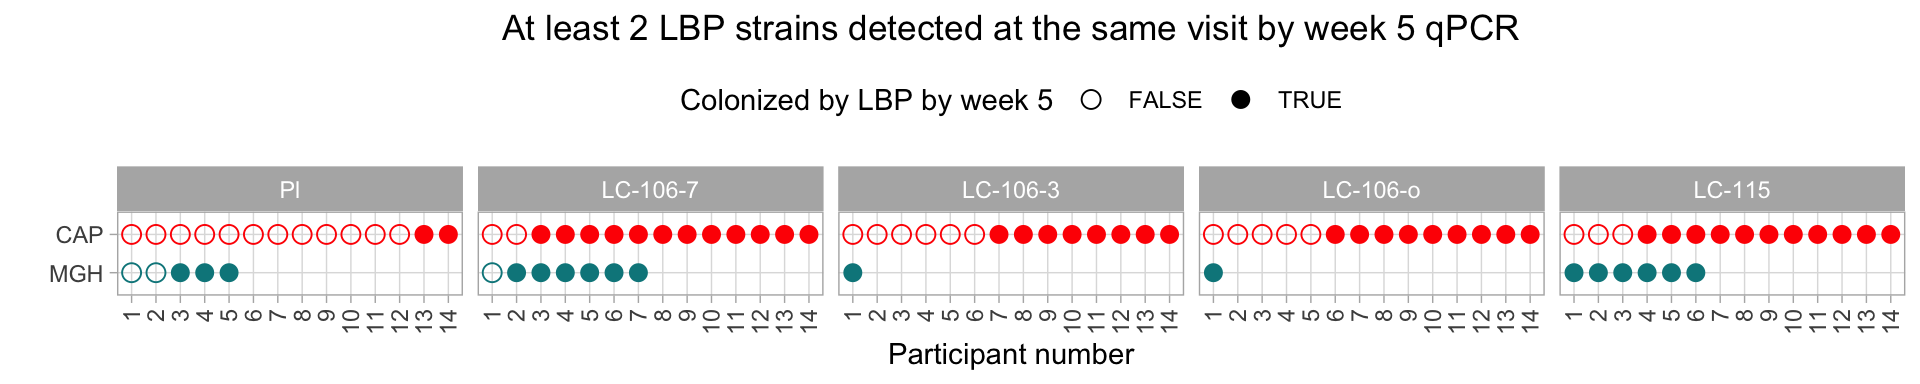 At least 2 LBP strains detected at the same visit by week 5 qPCR
Colonized by LBP by week 5 FALSE TRUE
Pl LC-106-7 LC-106-3 LC-106-o LC-115
CAP
MGH
1 2 3 4 5 6 7 8 9 10 11 12 13 14 1 2 3 4 5 6 7 8 9 10 11 12 13 14 1 2 3 4 5 6 7 8 9 10 11 12 13 14 1 2 3 4 5 6 7 8 9 10 11 12 13 14 1 2 3 4 5 6 7 8 9 10 11 12 13 14
Participant number